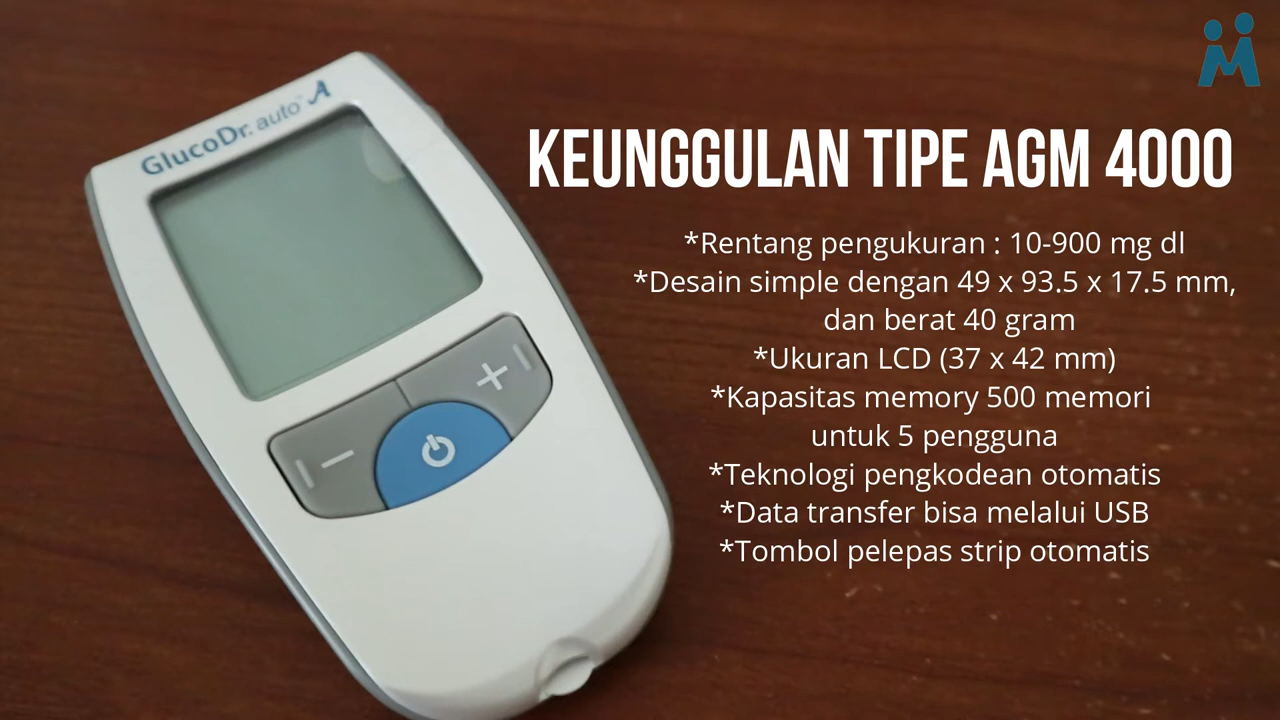 GlucoDr. auto™ A
KEUNGGULAN TIPE AGM 4000
*Rentang pengukuran : 10-900 mg dl
*Desain simple dengan 49 x 93.5 x 17.5 mm,
dan berat 40 gram
*Ukuran LCD (37 x 42 mm)
*Kapasitas memory 500 memori
untuk 5 pengguna
*Teknologi pengkodean otomatis
*Data transfer bisa melalui USB
*Tombol pelepas strip otomatis